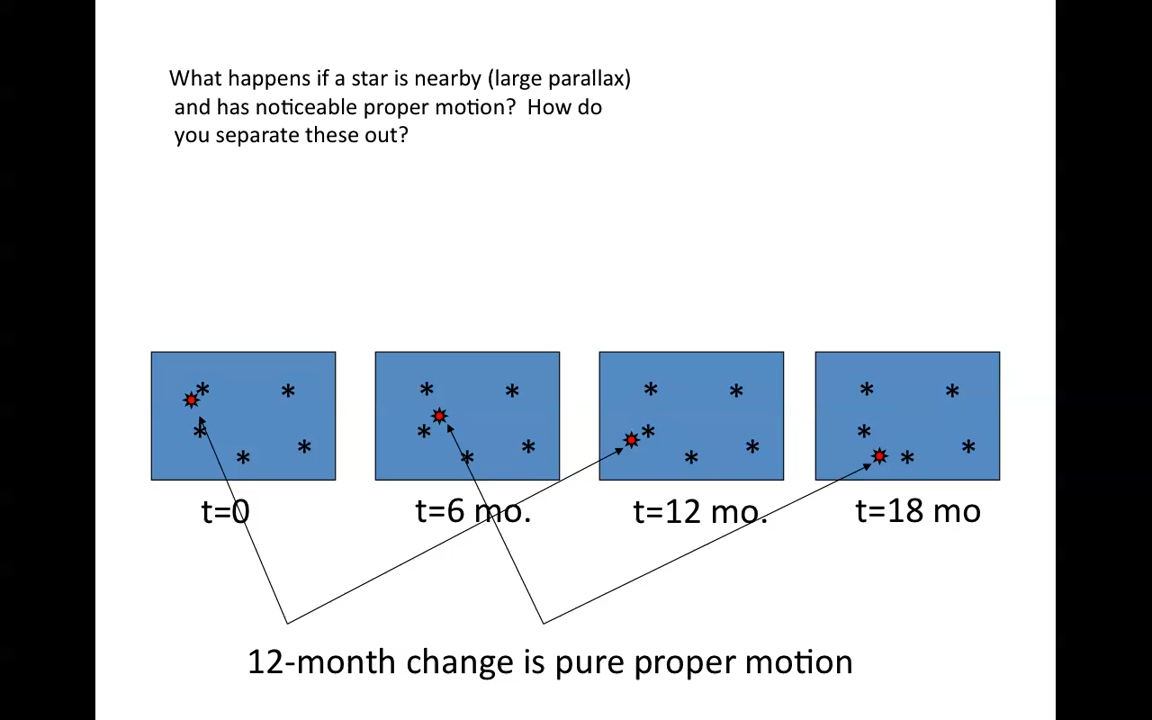 What happens if a star is nearby (large parallax)
and has noticeable proper motion?  How do
you separate these out?
t=0
t=6 mo.
t=12 mo.
t=18 mo
12-month change is pure proper motion